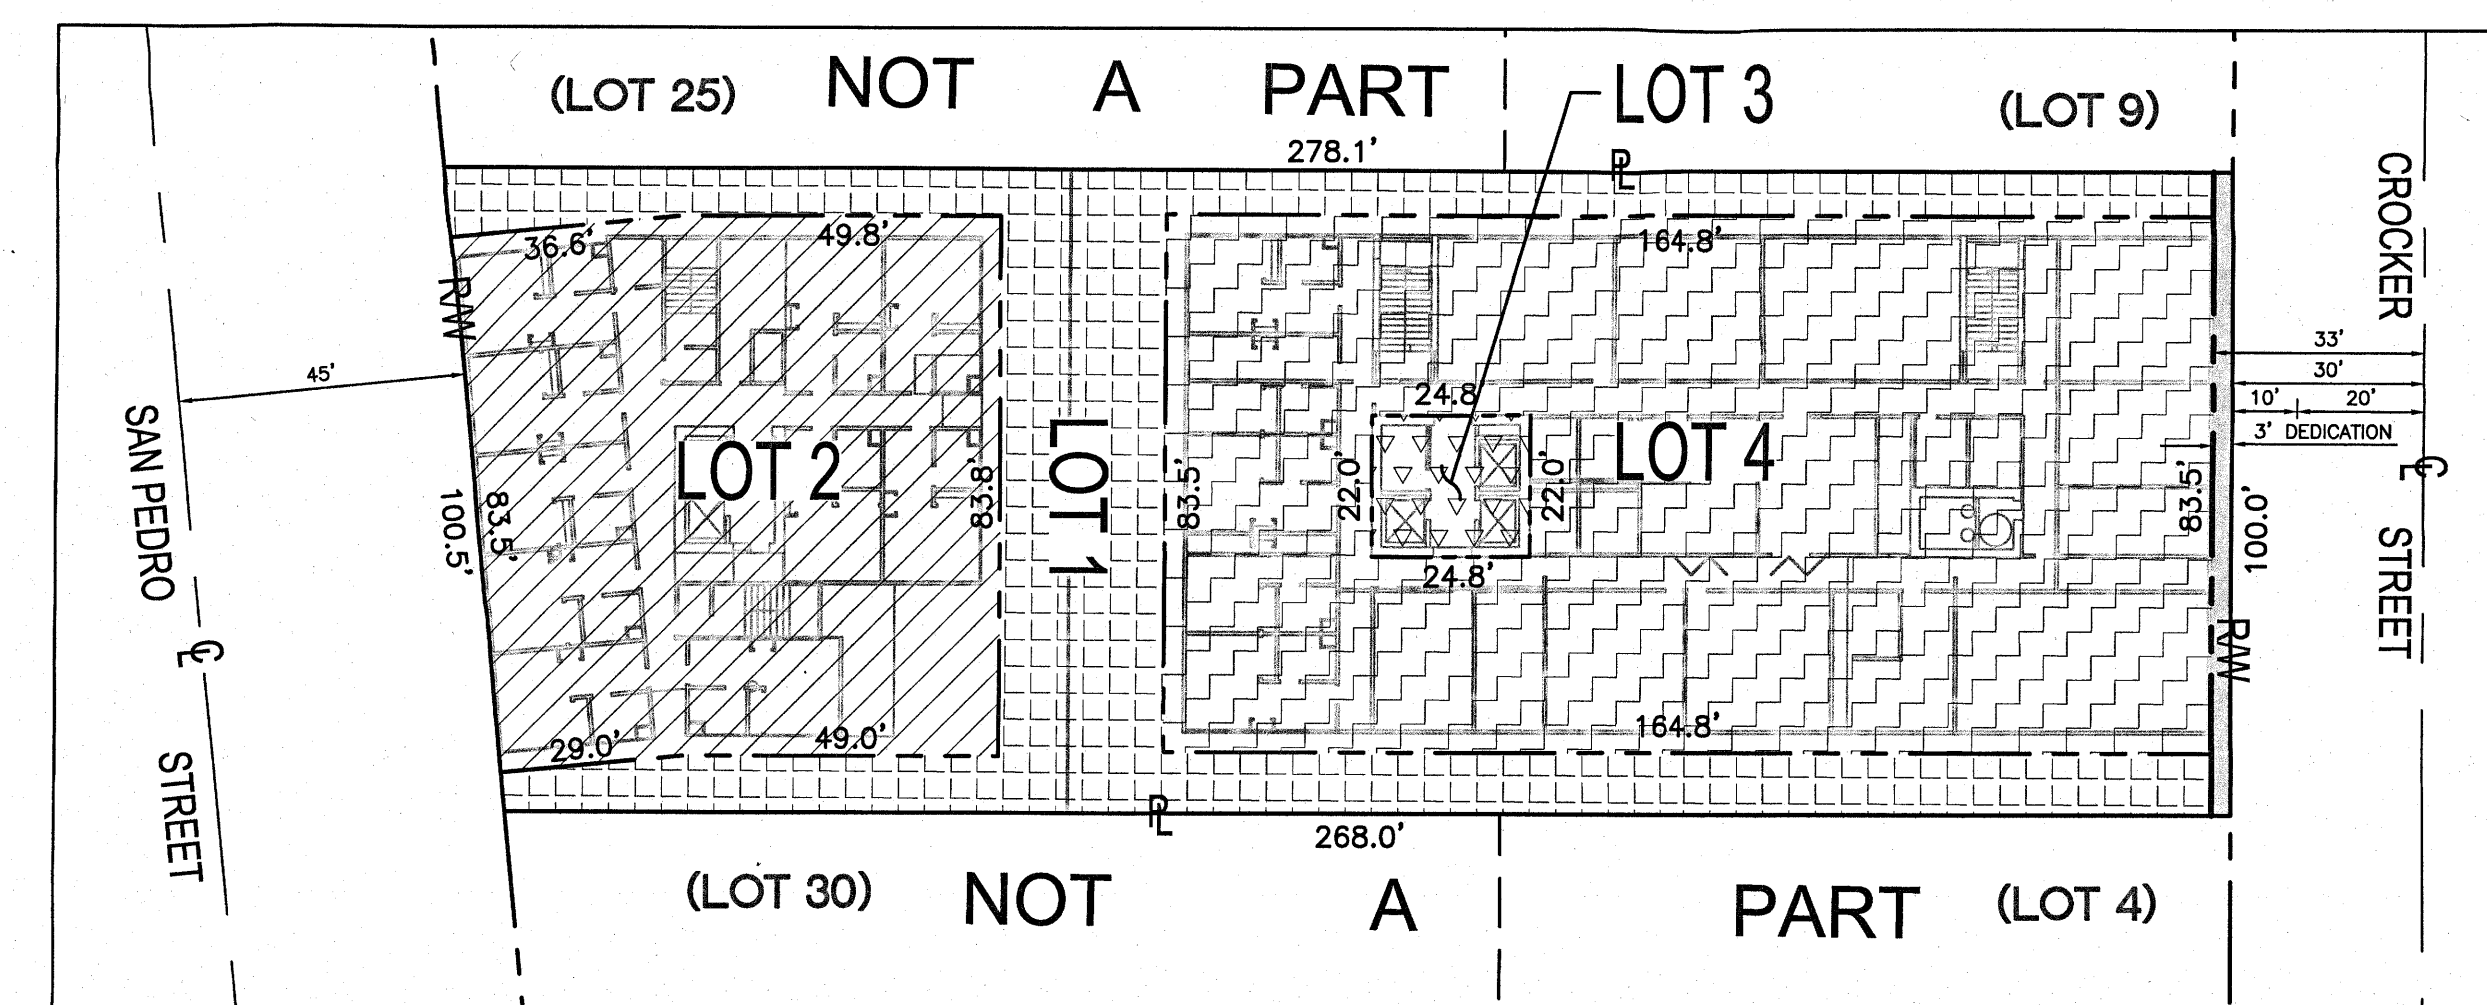 (LOT 25) NOT A PART
LOT 3
(LOT 9)
278.1'
PL
36.6'
49.8'
164.8'
R/W
45'
SAN PEDRO
CL
STREET
100.5'
83.5'
LOT 2
83.8'
LOT 1
83.5'
24.8'
22.0'
22.0'
24.8'
LOT 4
83.5'
100.0'
R/W
29.0'
49.0'
164.8'
PL
268.0'
CROCKER
CL
STREET
33'
30'
10' 20'
3' DEDICATION
(LOT 30) NOT A PART (LOT 4)